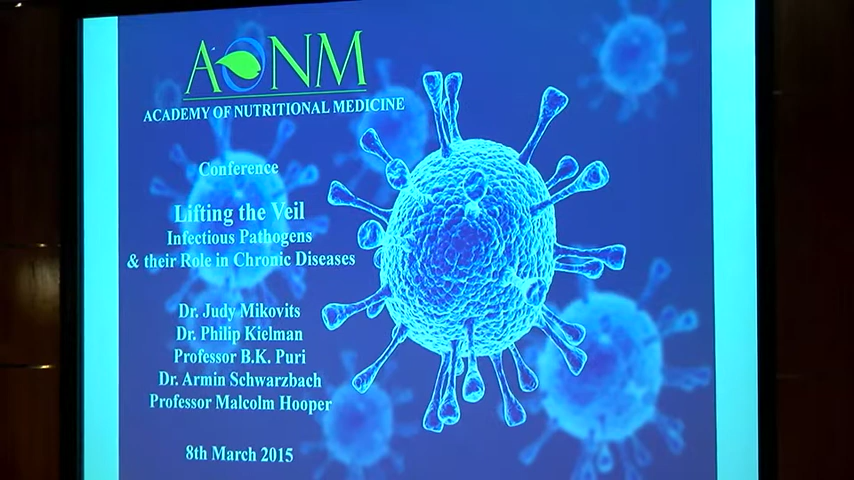 AONM
ACADEMY OF NUTRITIONAL MEDICINE
Conference
Lifting the Veil
Infectious Pathogens
& their Role in Chronic Diseases
Dr. Judy Mikovits
Dr. Philip Kielman
Professor B.K. Puri
Dr. Armin Schwarzbach
Professor Malcolm Hooper
8th March 2015